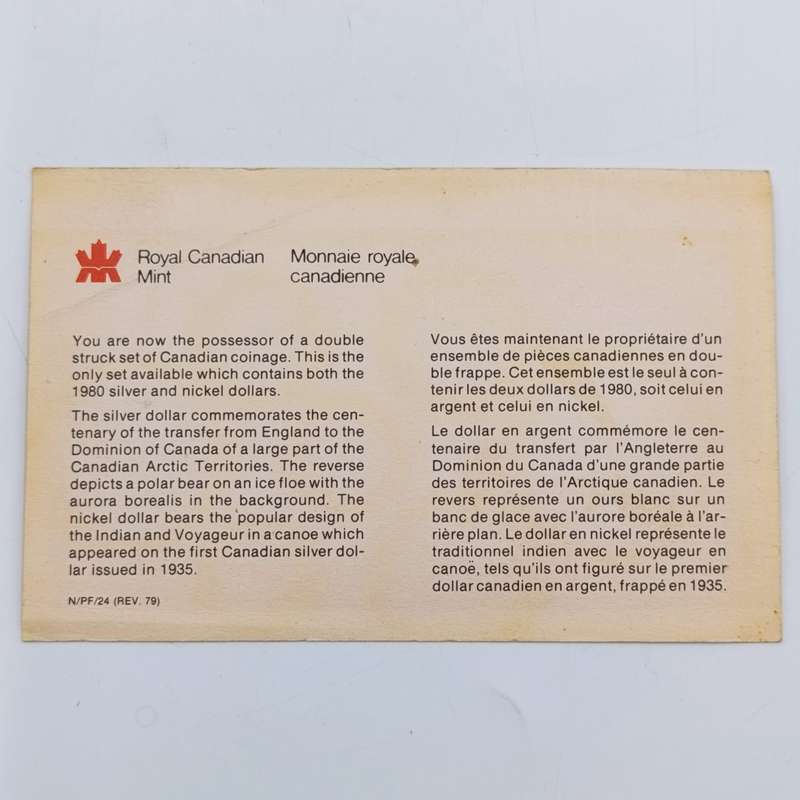 Royal Canadian
Mint
Monnaie royale
canadienne
You are now the possessor of a double
struck set of Canadian coinage. This is the
only set available which contains both the
1980 silver and nickel dollars.
The silver dollar commemorates the cen-
tenary of the transfer from England to the
Dominion of Canada of a large part of the
Canadian Arctic Territories. The reverse
depicts a polar bear on an ice floe with the
aurora borealis in the background. The
nickel dollar bears the popular design of
the Indian and Voyageur in a canoe which
appeared on the first Canadian silver dol-
lar issued in 1935.
N/PF/24 (REV. 79)
Vous êtes maintenant le propriétaire d'un
ensemble de pièces canadiennes en dou-
ble frappe. Cet ensemble est le seul à con-
tenir les deux dollars de 1980, soit celui en
argent et celui en nickel.
Le dollar en argent commémore le cen-
tenaire du transfert par l'Angleterre au
Dominion du Canada d'une grande partie
des territoires de l'Arctique canadien. Le
revers représente un ours blanc sur un
banc de glace avec l'aurore boréale à l'ar-
rière plan. Le dollar en nickel représente le
traditionnel indien avec le voyageur en
canoë, tels qu'ils ont figuré sur le premier
dollar canadien en argent, frappé en 1935.